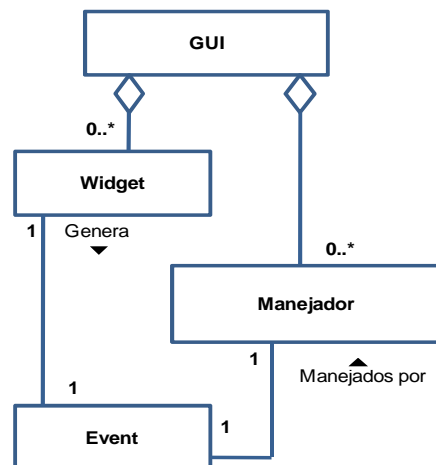 GUI
0..*
Widget
1
Genera
0..*
Manejador
1
Manejados por
1
1
Event